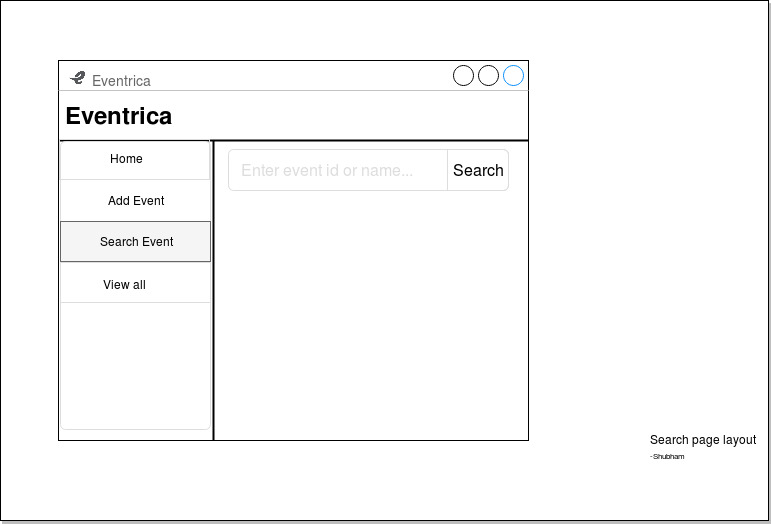 Eventrica
Eventrica
Home
Add Event
Search Event
View all
Enter event id or name...
Search
Search page layout
-Shubham